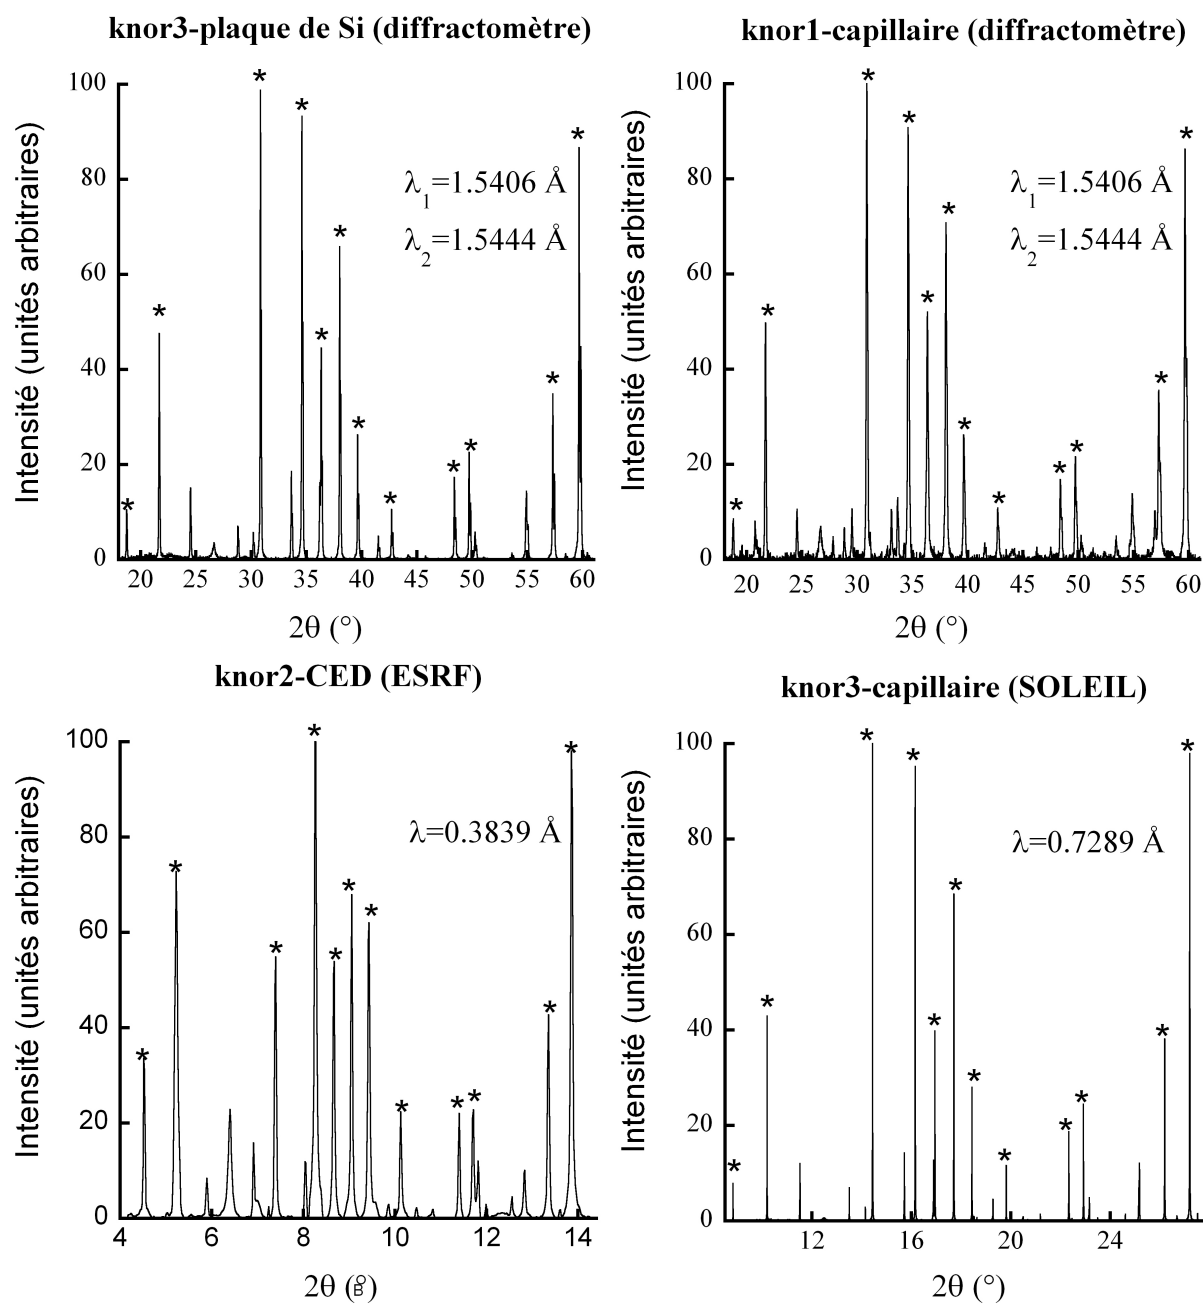 knor3-plaque de Si (diffractomètre)
100
80
60
40
20
0
Intensité (unités arbitraires)
λ1=1.5406 Å
λ2=1.5444 Å
20 25 30 35 40 45 50 55 60
2θ (°)
knor1-capillaire (diffractomètre)
100
80
60
40
20
0
Intensité (unités arbitraires)
λ1=1.5406 Å
λ2=1.5444 Å
20 25 30 35 40 45 50 55 60
2θ (°)
knor2-CED (ESRF)
100
80
60
40
20
0
Intensité (unités arbitraires)
λ=0.3839 Å
4 6 8 10 12 14
2θ (°)
knor3-capillaire (SOLEIL)
100
80
60
40
20
0
Intensité (unités arbitraires)
λ=0.7289 Å
12 16 20 24
2θ (°)